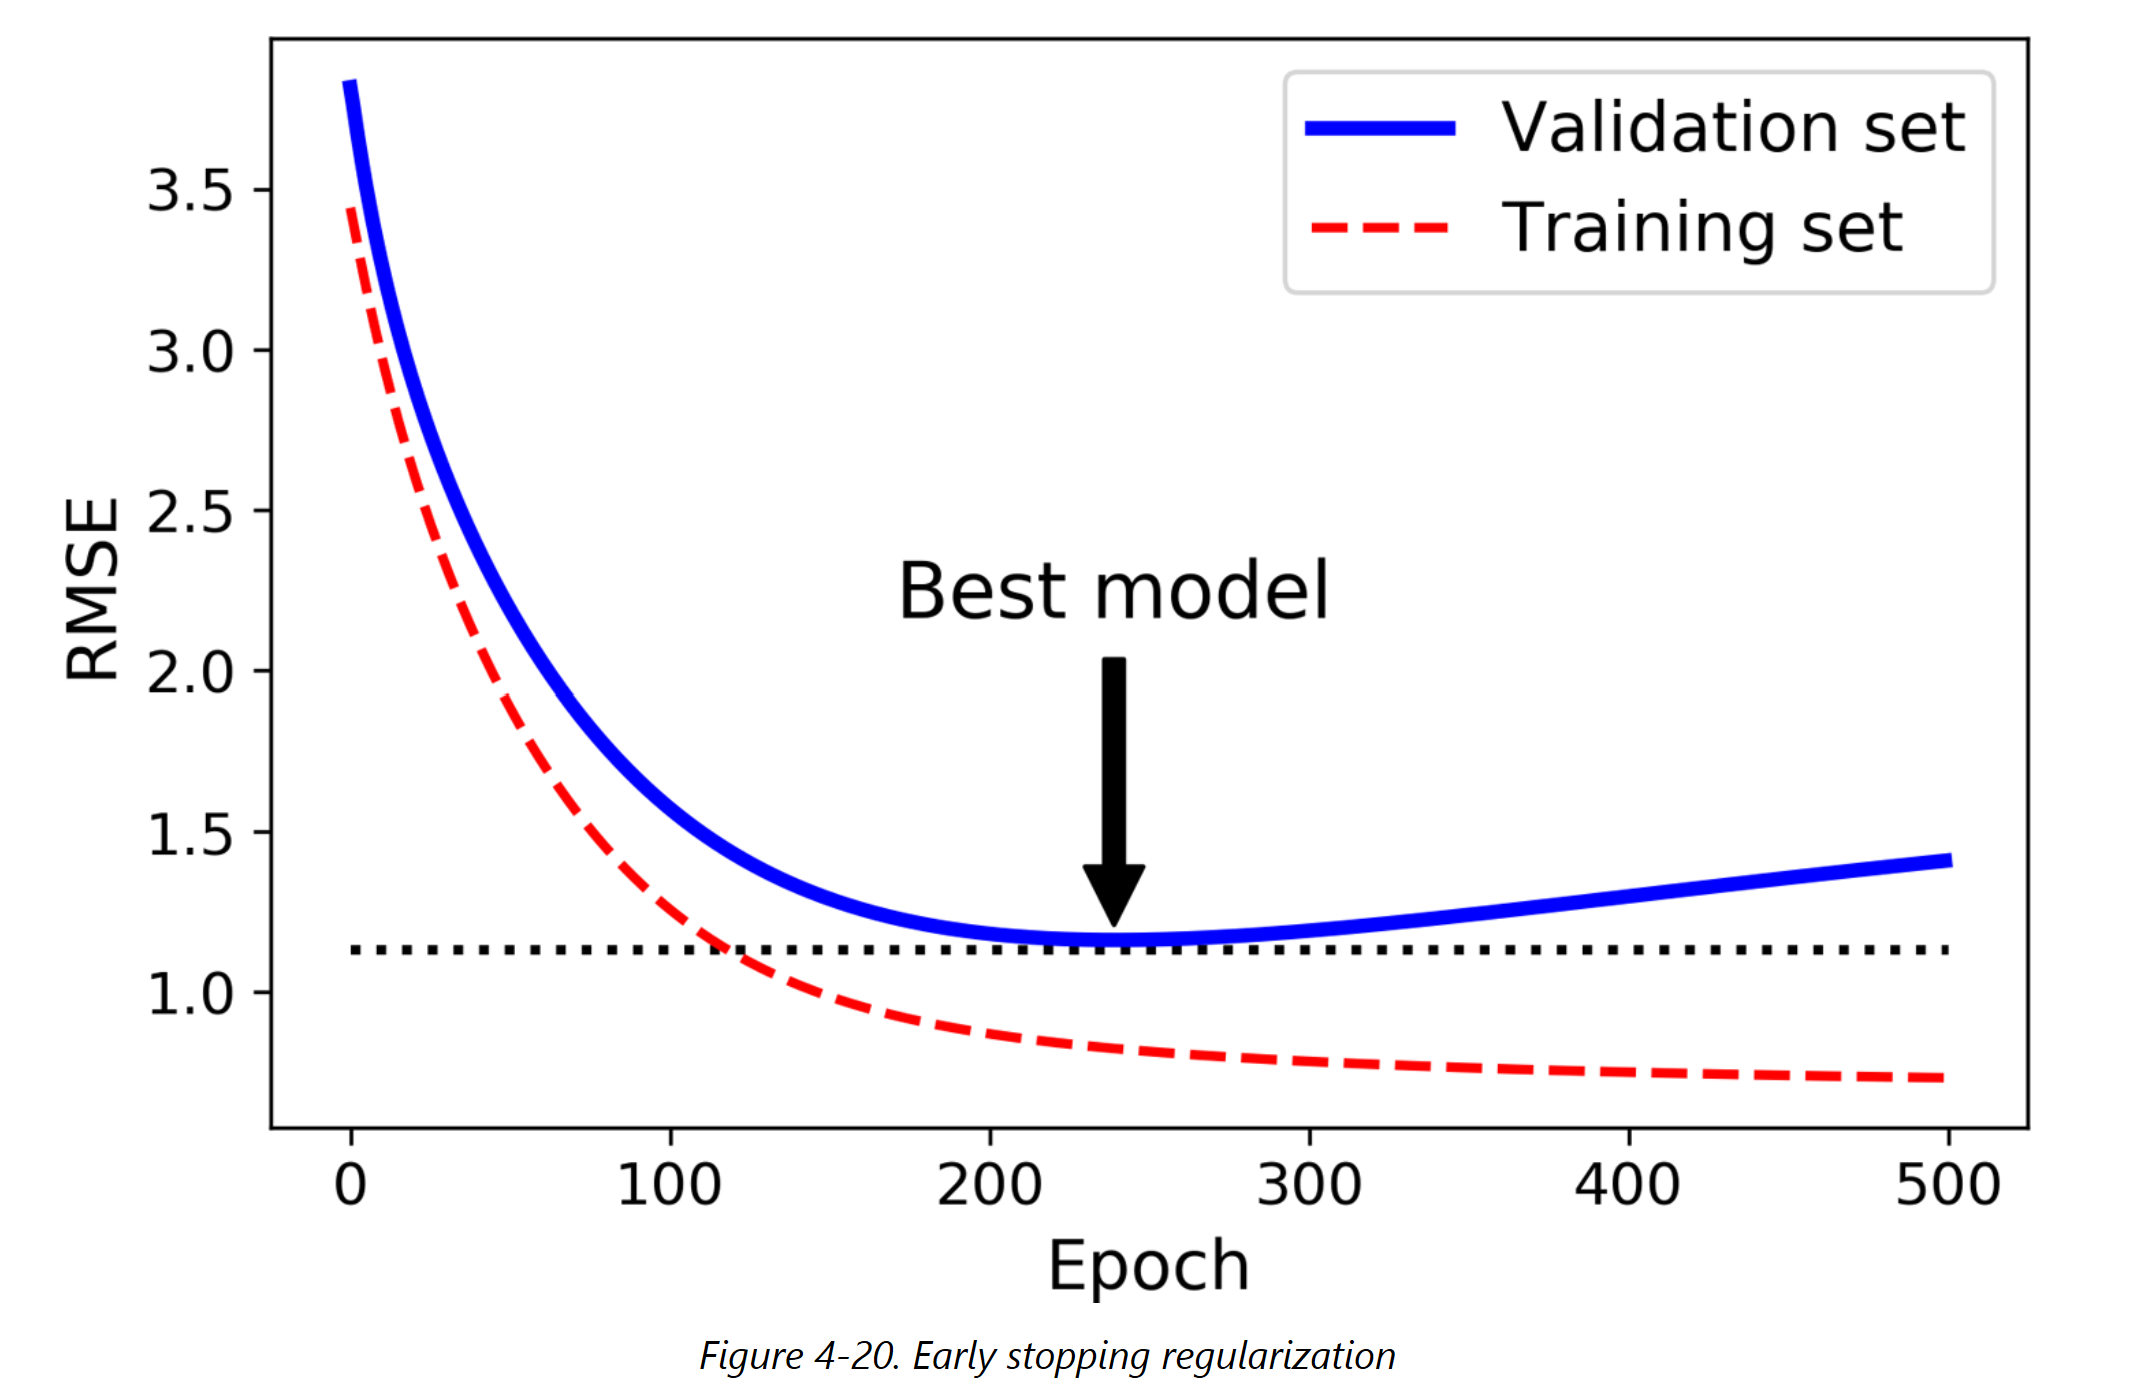 Validation set
Training set
3.5
3.0
2.5
2.0
1.5
1.0
RMSE
Best model
0 100 200 300 400 500
Epoch
Figure 4-20. Early stopping regularization